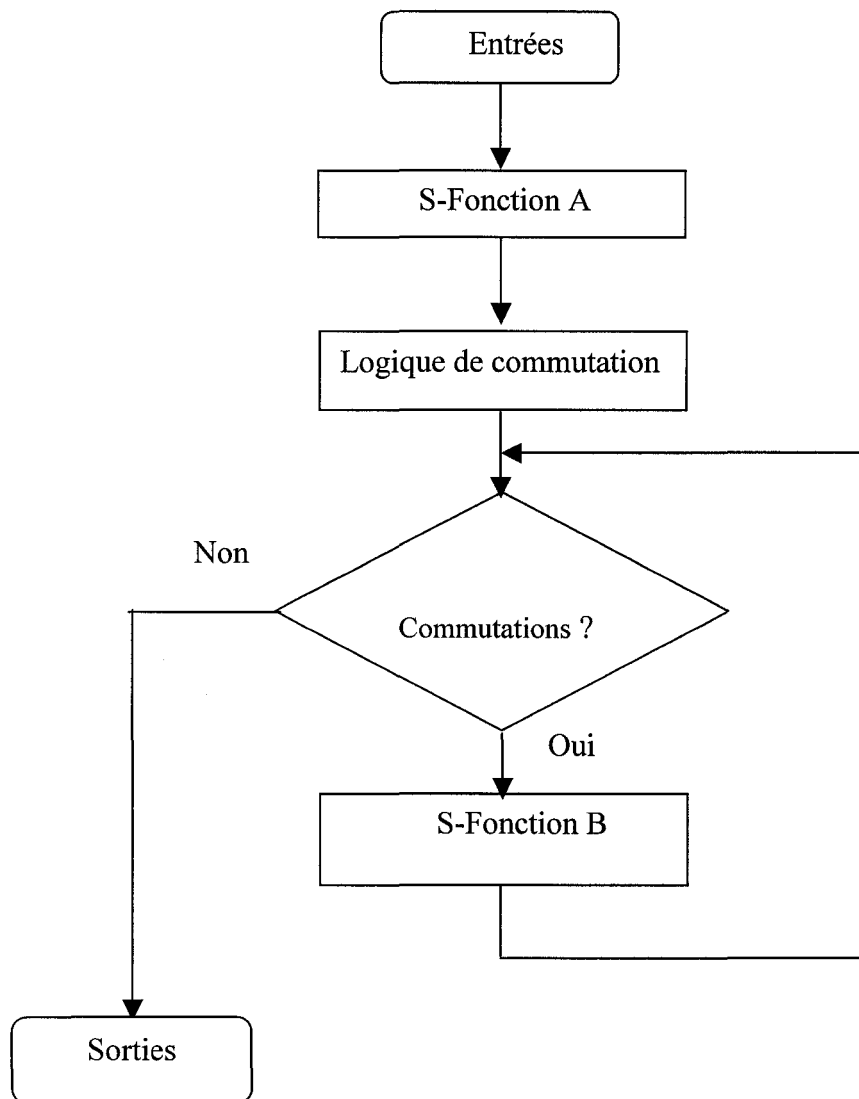 Entrées
S-Fonction A
Logique de commutation
Non
Commutations ?
Oui
S-Fonction B
Sorties